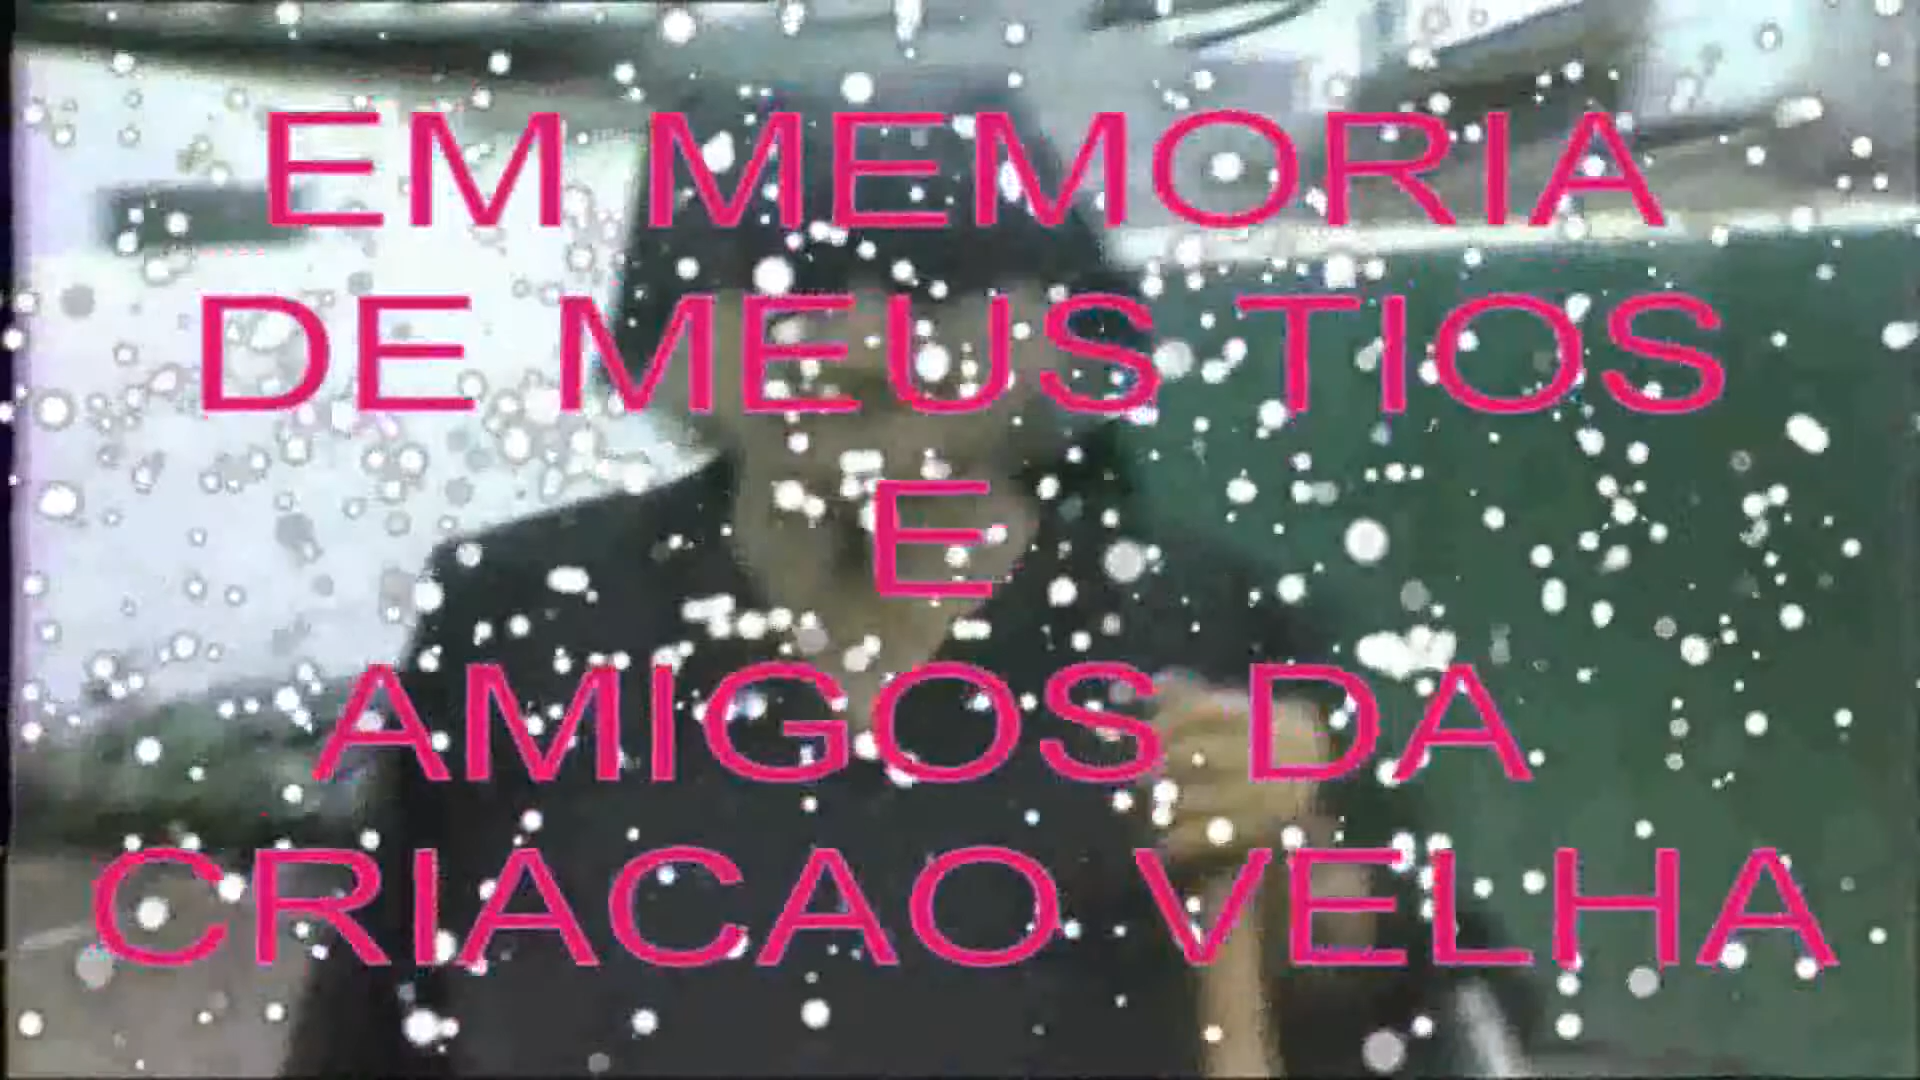 EM MEMORIA
DE MEUS TIOS
E
AMIGOS DA
CRIACAO VELHA